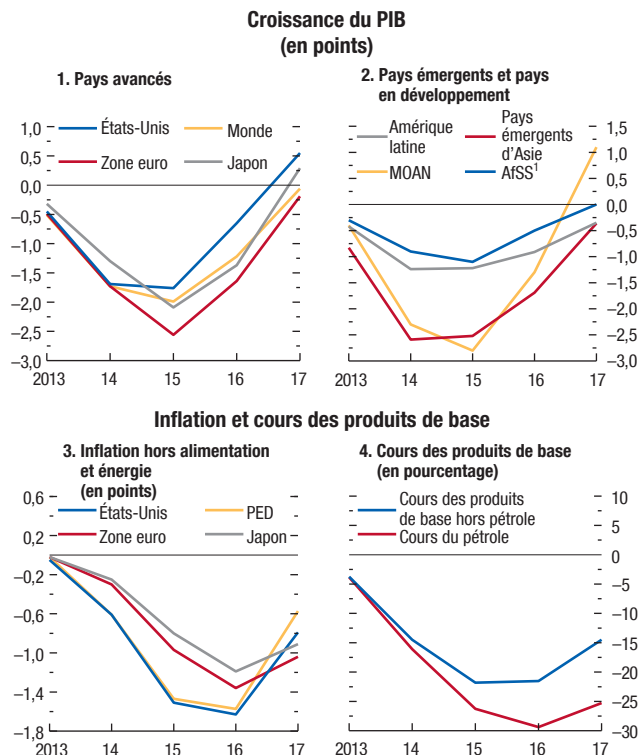 Croissance du PIB
(en points)
1. Pays avancés
États-Unis
Monde
Zone euro
Japon
1,0
0,5
0,0
–0,5
–1,0
–1,5
–2,0
–2,5
–3,0
2013 14 15 16 17
2. Pays émergents et pays
en développement
Amérique
latine
Pays
émergents
d'Asie
MOAN
AfSS1
1,5
1,0
0,5
0,0
–0,5
–1,0
–1,5
–2,0
–2,5
–3,0
2013 14 15 16 17
Inflation et cours des produits de base
3. Inflation hors alimentation
et énergie
(en points)
États-Unis
PED
Zone euro
Japon
0,6
0,2
–0,2
–0,6
–1,0
–1,4
–1,8
2013 14 15 16 17
4. Cours des produits de base
(en pourcentage)
Cours des produits
de base hors pétrole
Cours du pétrole
10
5
0
–5
–10
–15
–20
–25
–30
2013 14 15 16 17